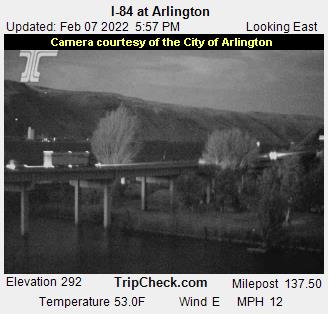 I-84 at Arlington
Updated: Feb 07 2022 5:57 PM Looking East
Camera courtesy of the City of Arlington
Elevation 292 TripCheck.com Milepost 137.50
Temperature 53.0F Wind E MPH 12